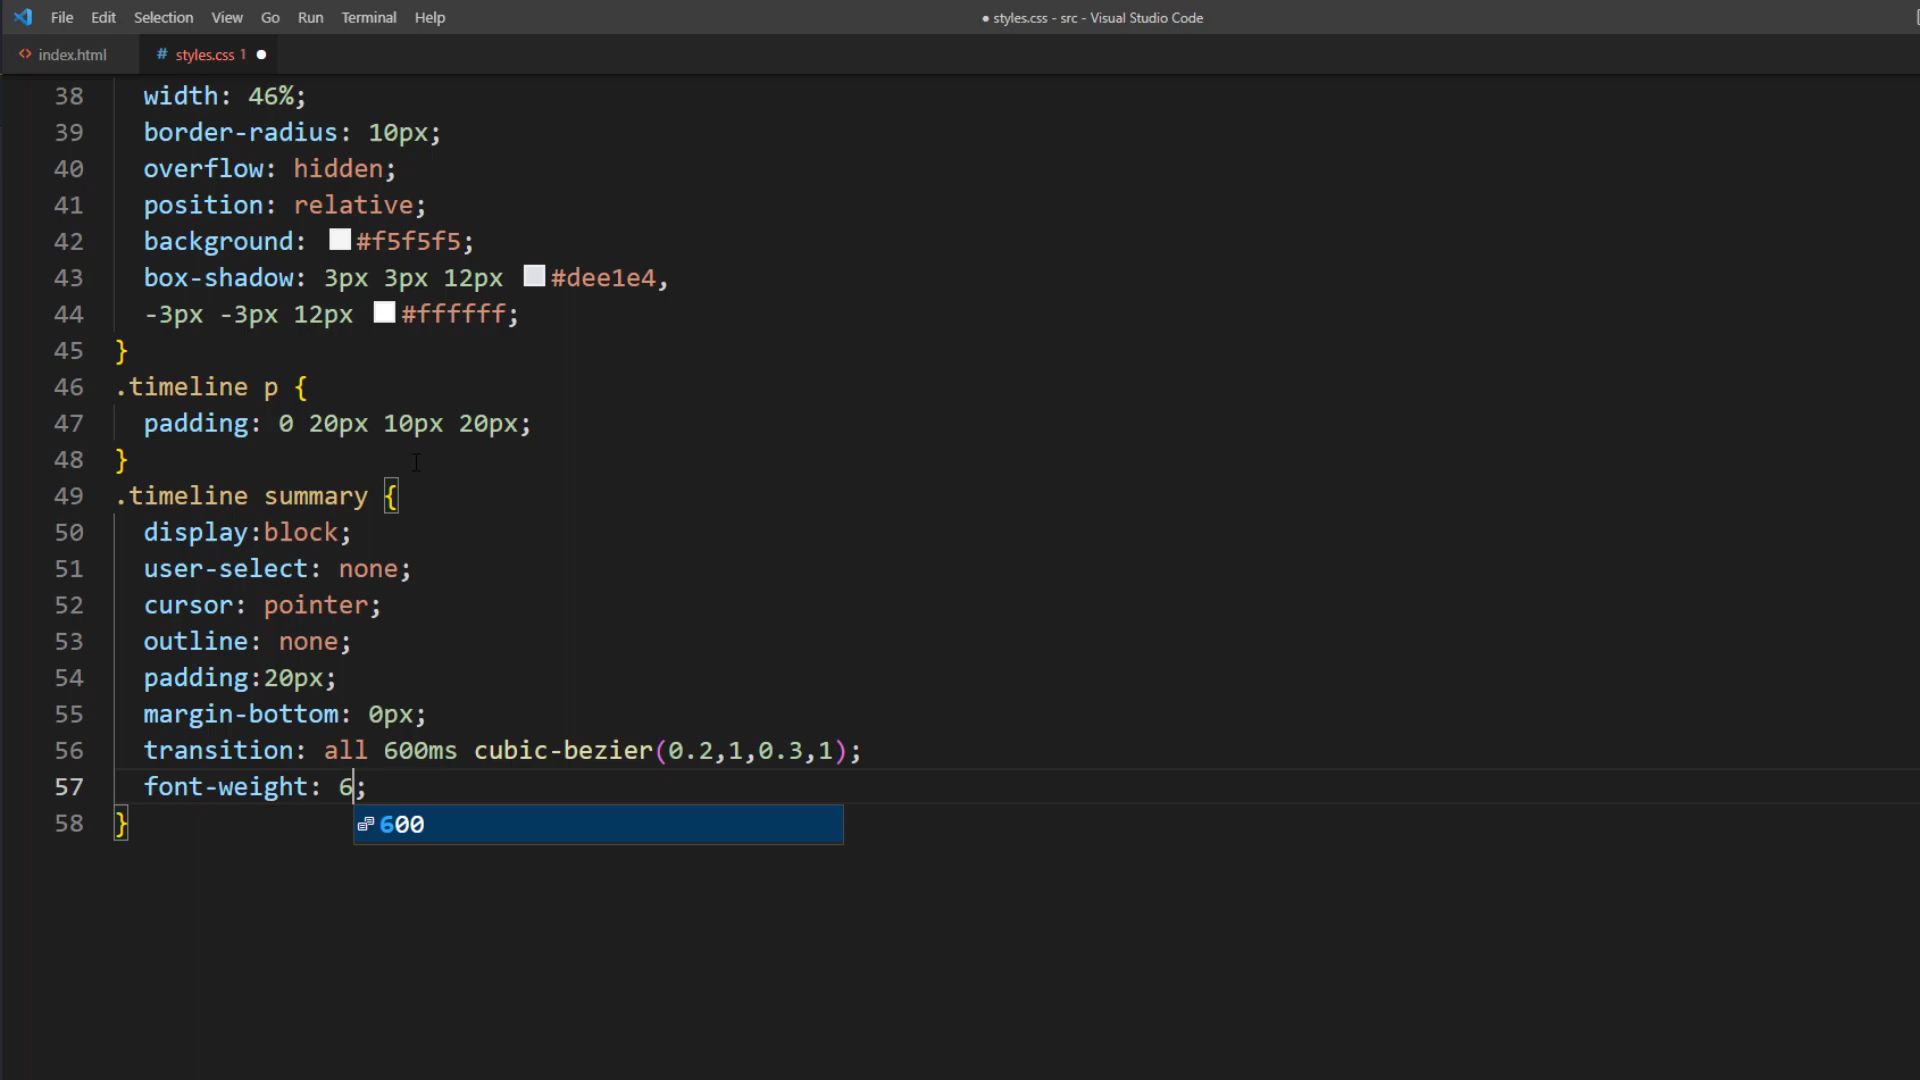 File Edit Selection View Go Run Terminal Help
● styles.css - src - Visual Studio Code
<> index.html
# styles.css 1 ●
38 width: 46%;
39 border-radius: 10px;
40 overflow: hidden;
41 position: relative;
42 background: #f5f5f5;
43 box-shadow: 3px 3px 12px #dee1e4,
44 -3px -3px 12px #ffffff;
45 }
46 .timeline p {
47 padding: 0 20px 10px 20px;
48 }
49 .timeline summary {
50 display:block;
51 user-select: none;
52 cursor: pointer;
53 outline: none;
54 padding:20px;
55 margin-bottom: 0px;
56 transition: all 600ms cubic-bezier(0.2,1,0.3,1);
57 font-weight: 6;
58 }
600